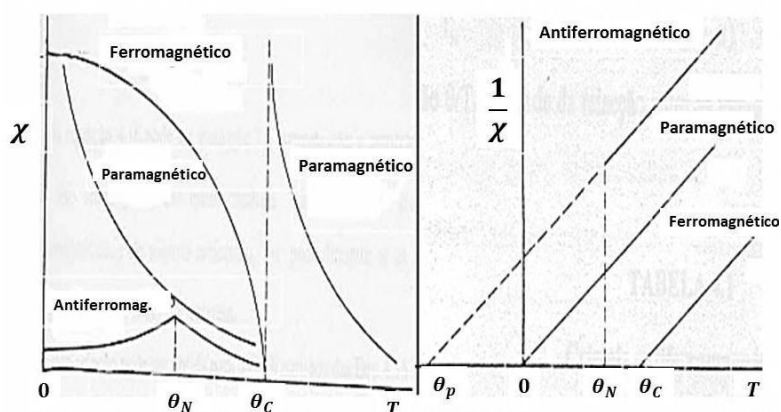 Ferromagnético
χ
Paramagnético
Paramagnético
Antiferromag.
0
θ_N
θ_C
T
Antiferromagnético
1/χ
Paramagnético
Ferromagnético
TABELA
θ_p
0
θ_N
θ_C
T